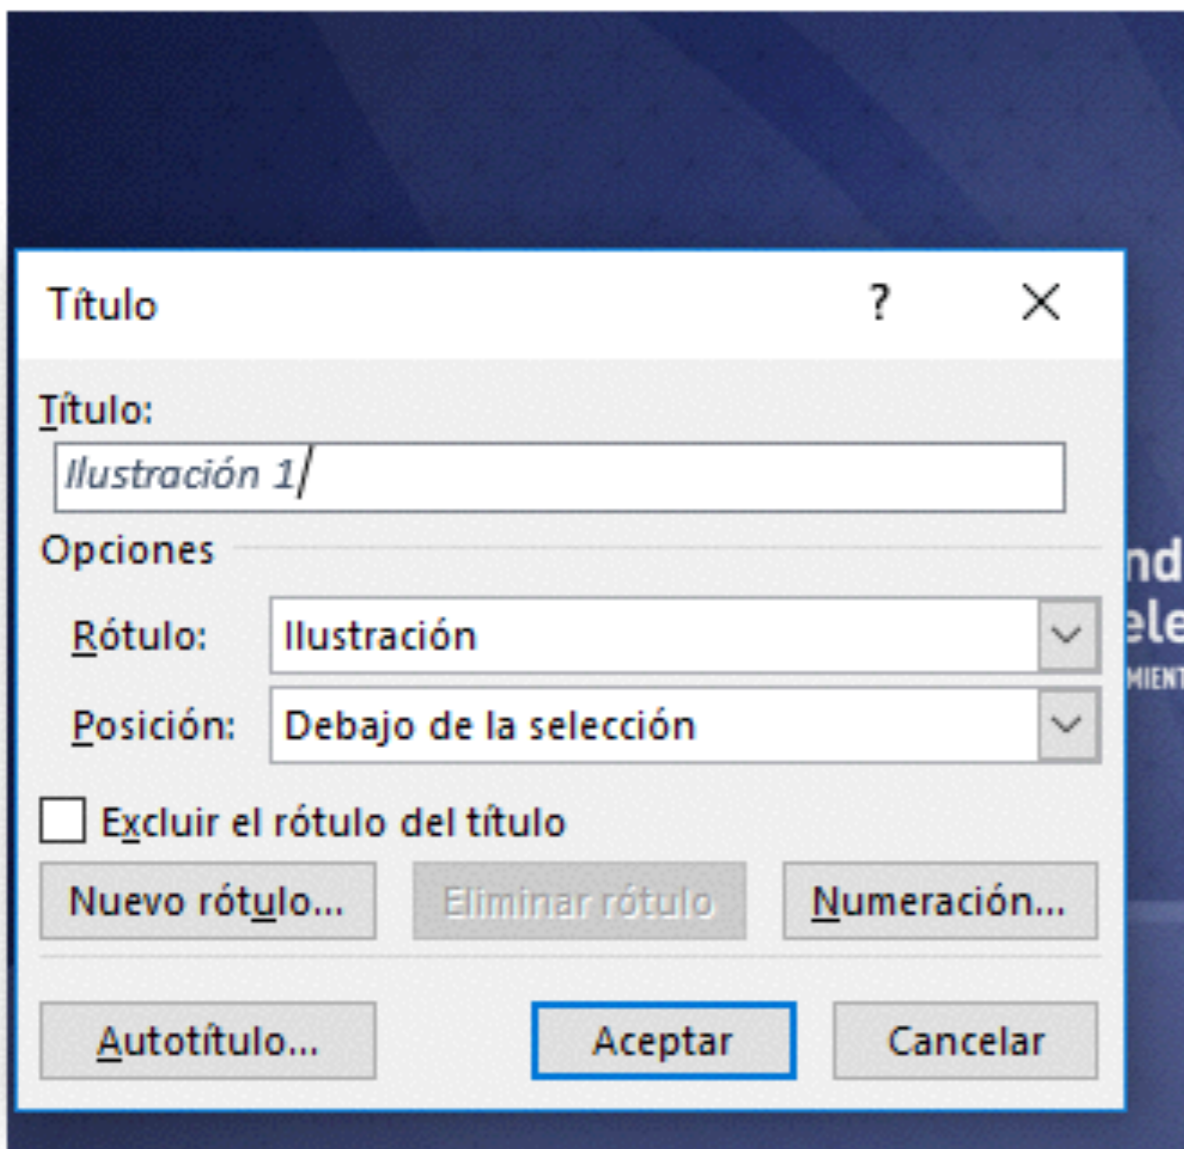 Título ?
Título:
Ilustración 1
Opciones
Rótulo: Ilustración
Posición: Debajo de la selección
Excluir el rótulo del título
Nuevo rótulo... Eliminar rótulo Numeración...
Autotítulo... Aceptar Cancelar